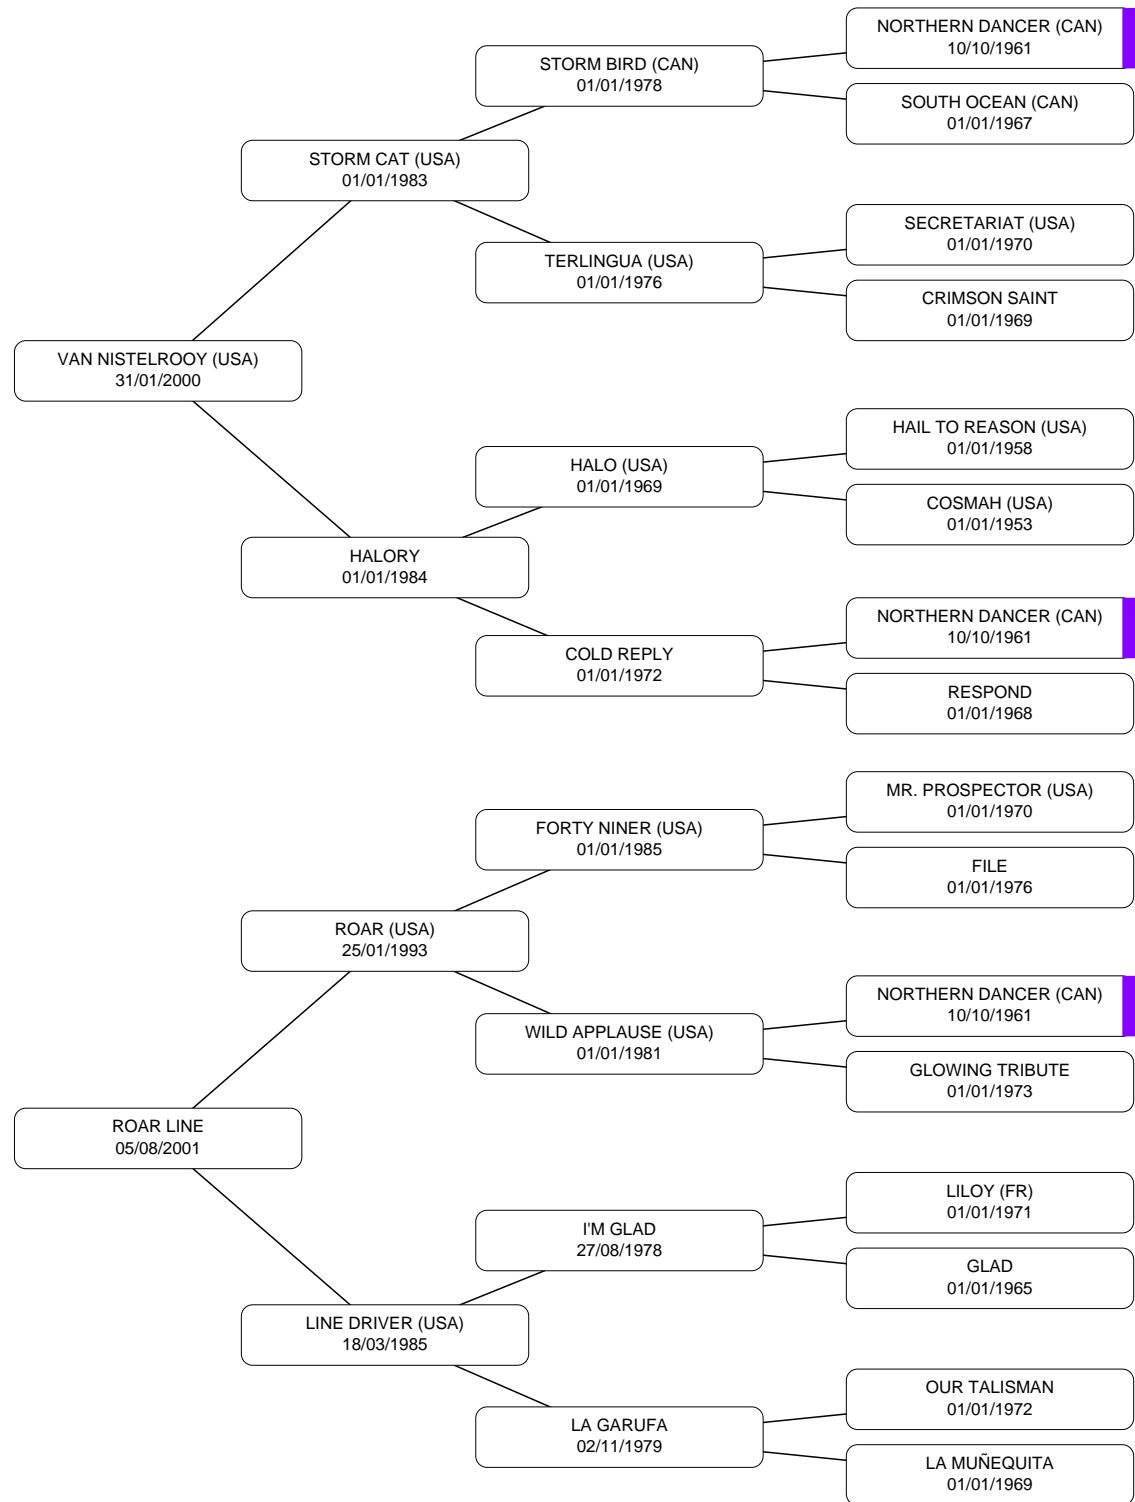 NORTHERN DANCER (CAN)
10/10/1961
STORM BIRD (CAN)
01/01/1978
SOUTH OCEAN (CAN)
01/01/1967
STORM CAT (USA)
01/01/1983
SECRETARIAT (USA)
01/01/1970
TERLINGUA (USA)
01/01/1976
CRIMSON SAINT
01/01/1969
VAN NISTELROOY (USA)
31/01/2000
HAIL TO REASON (USA)
01/01/1958
HALO (USA)
01/01/1969
COSMAH (USA)
01/01/1953
HALORY
01/01/1984
NORTHERN DANCER (CAN)
10/10/1961
COLD REPLY
01/01/1972
RESPOND
01/01/1968
MR. PROSPECTOR (USA)
01/01/1970
FORTY NINER (USA)
01/01/1985
FILE
01/01/1976
ROAR (USA)
25/01/1993
NORTHERN DANCER (CAN)
10/10/1961
WILD APPLAUSE (USA)
01/01/1981
GLOWING TRIBUTE
01/01/1973
ROAR LINE
05/08/2001
LILOY (FR)
01/01/1971
I'M GLAD
27/08/1978
GLAD
01/01/1965
LINE DRIVER (USA)
18/03/1985
OUR TALISMAN
01/01/1972
LA GARUFA
02/11/1979
LA MUÑEQUITA
01/01/1969